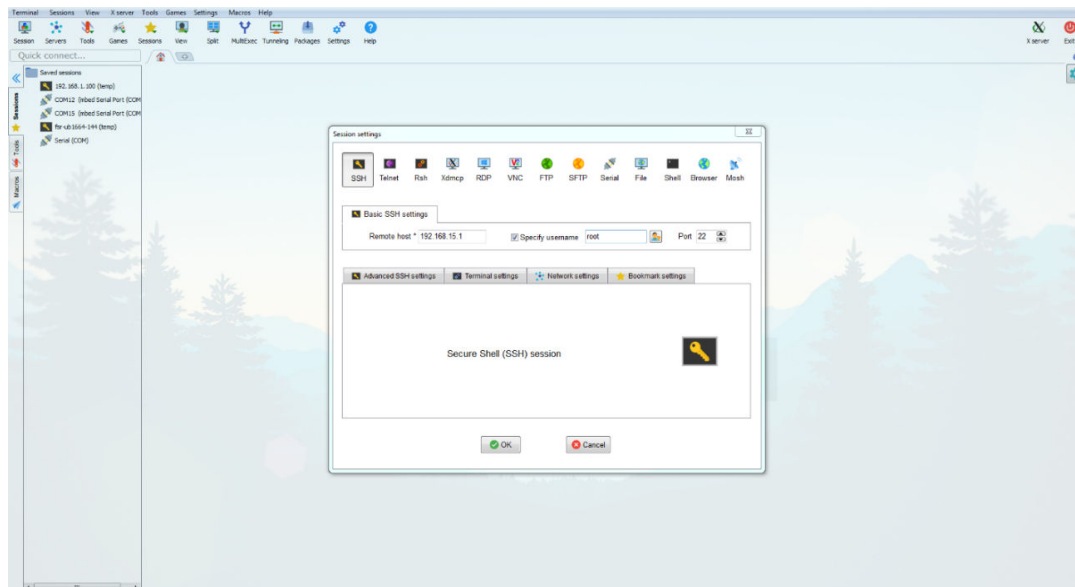 Terminal Sessions View X server Tools Games Settings Macros Help
Session Servers Tools Games Sessions View Split MultiExec Tunneling Packages Settings Help X server Exit
Quick connect...
Saved sessions
192.168.1.100 (temp)
COM12 (mbed Serial Port (COM
COM15 (mbed Serial Port (COM
for-ub1664-144 (temp)
Serial (COM)
Sessions
Tools
Macros
Session settings
SSH Telnet Rsh Xdmcp RDP VNC FTP SFTP Serial File Shell Browser Mosh
Basic SSH settings
Remote host * 192.168.15.1 Specify username root Port 22
Advanced SSH settings Terminal settings Network settings Bookmark settings
Secure Shell (SSH) session
OK Cancel